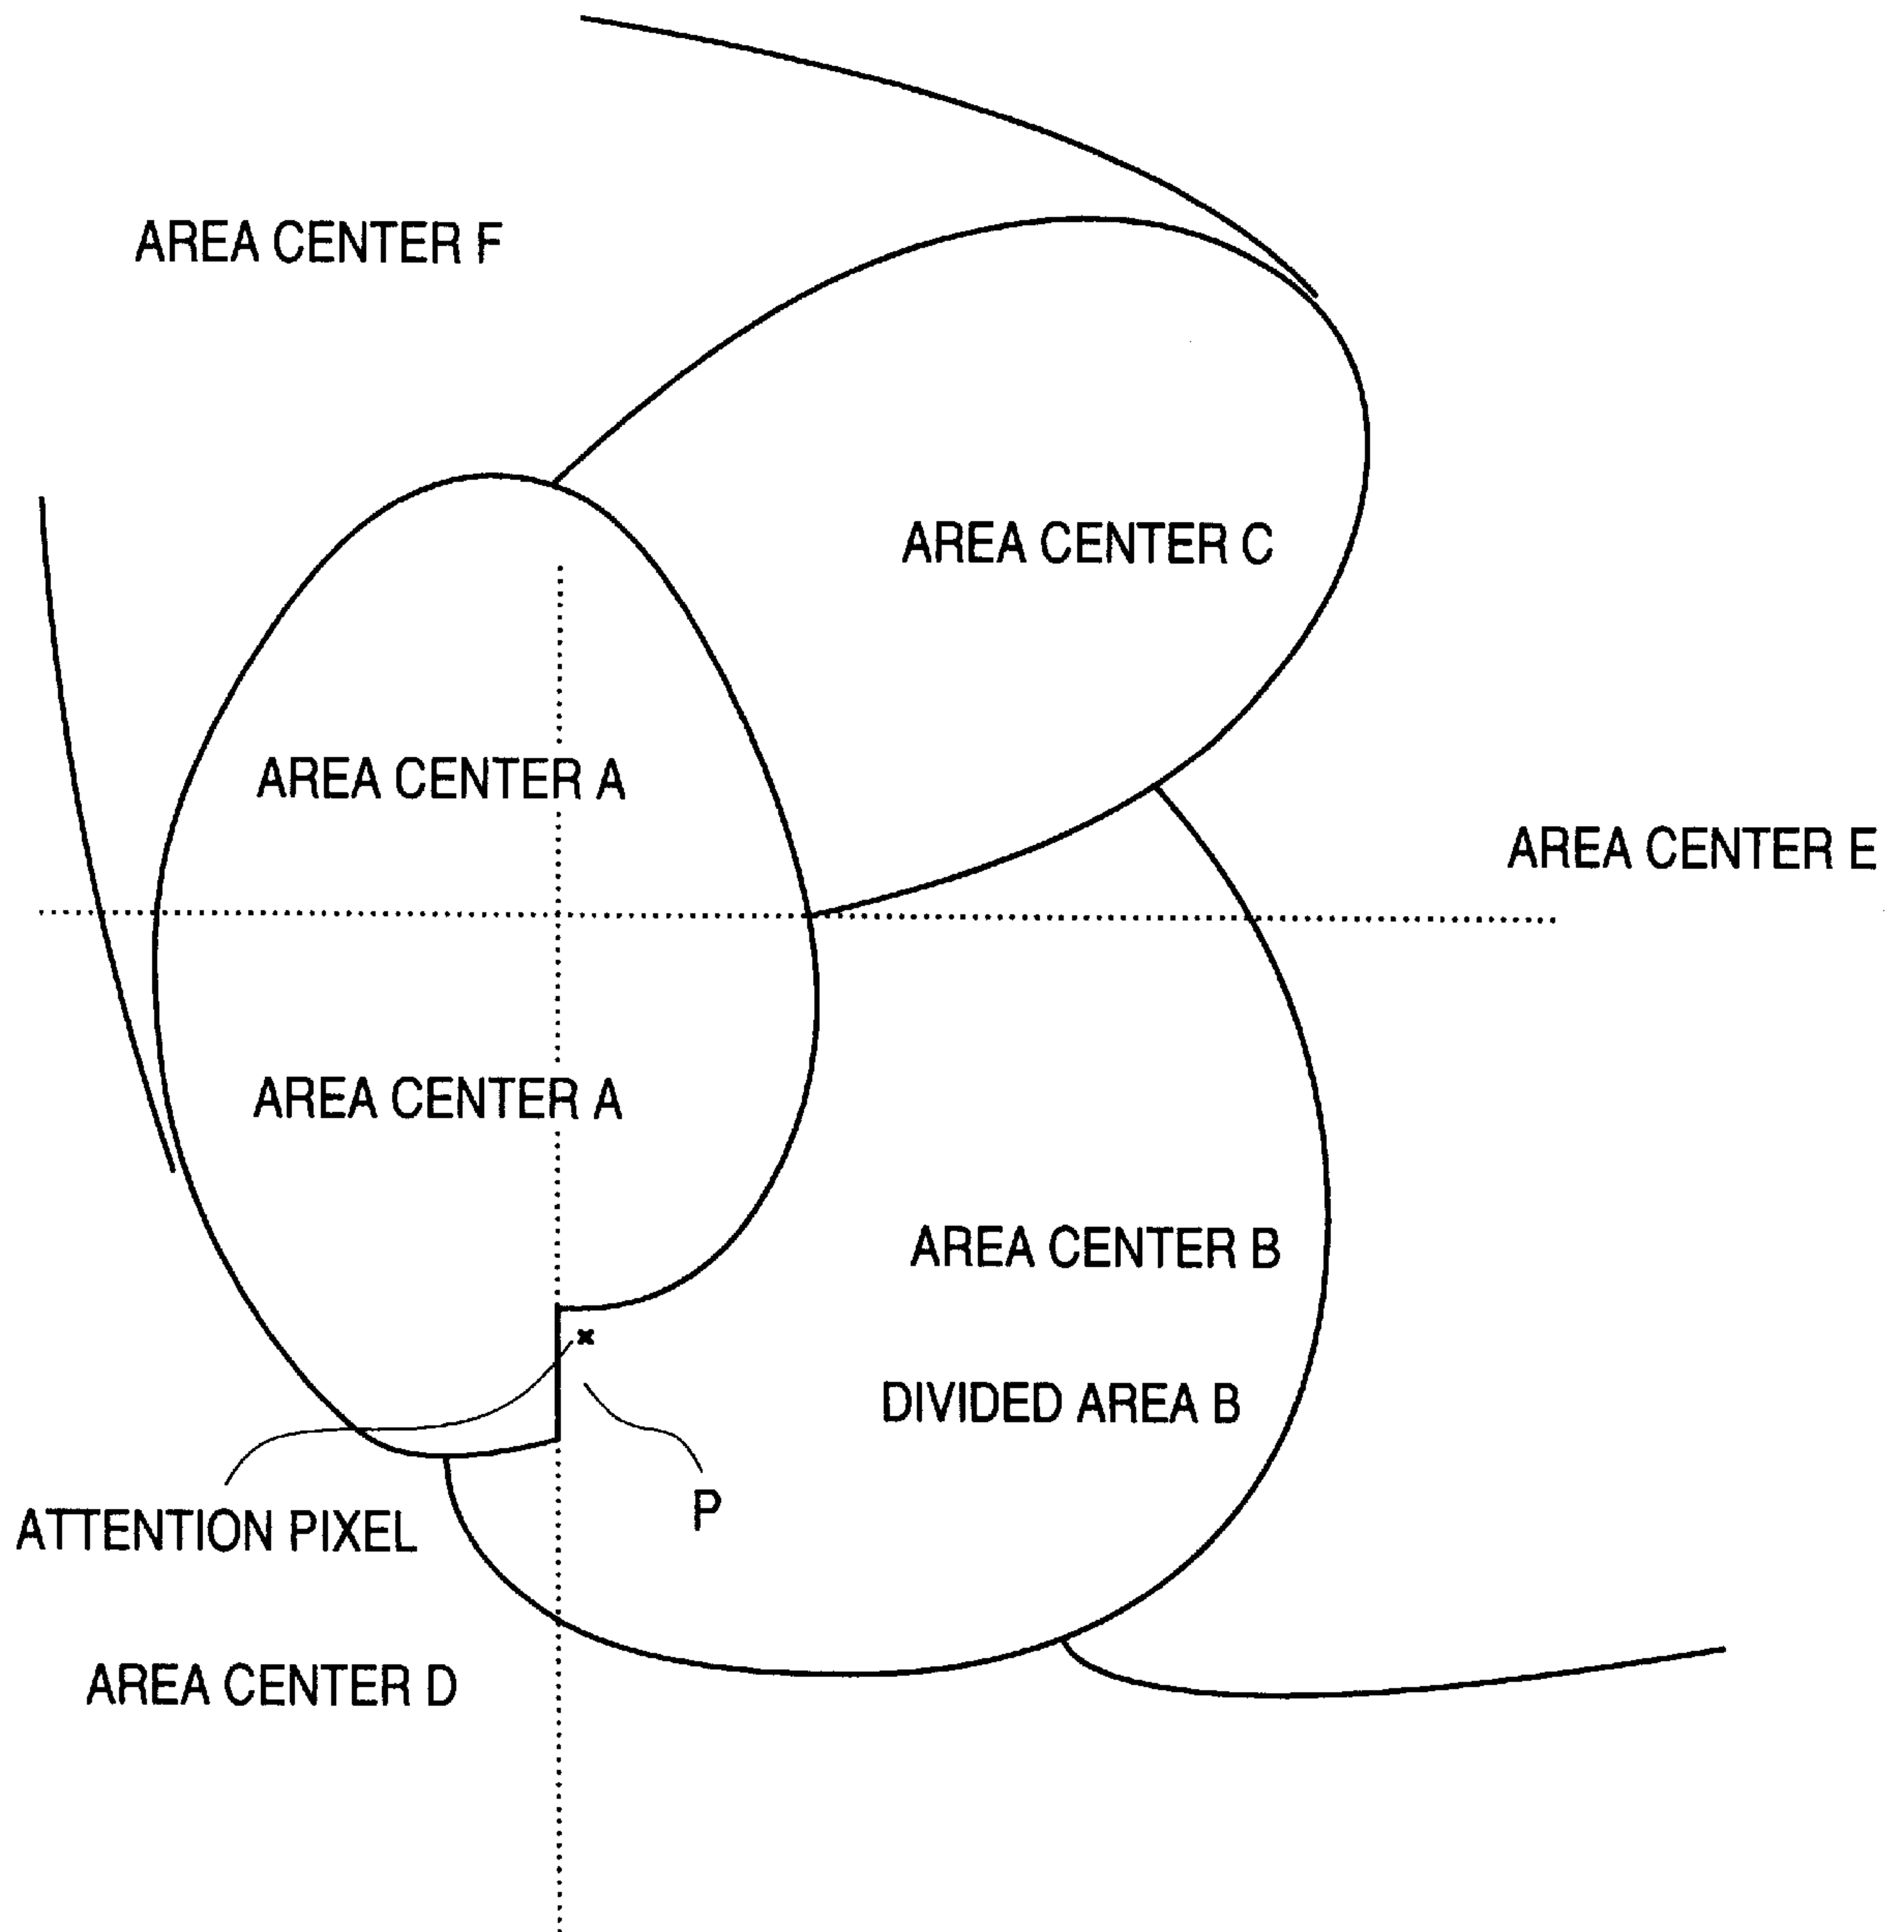 AREA CENTER F
AREA CENTER C
AREA CENTER A
AREA CENTER E
AREA CENTER A
AREA CENTER B
DIVIDED AREA B
P
ATTENTION PIXEL
AREA CENTER D